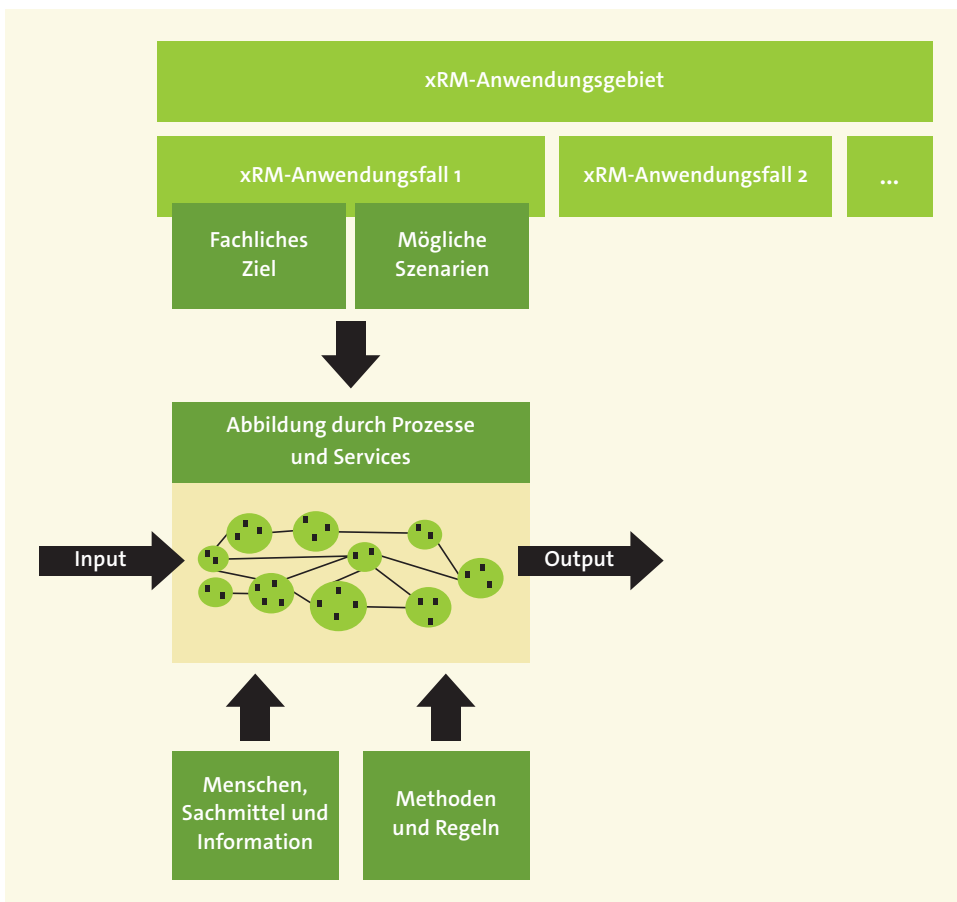 xRM-Anwendungsgebiet
xRM-Anwendungsfall 1
xRM-Anwendungsfall 2
...
Fachliches
Ziel
Mögliche
Szenarien
Abbildung durch Prozesse
und Services
Input
Output
Menschen,
Sachmittel und
Information
Methoden
und Regeln